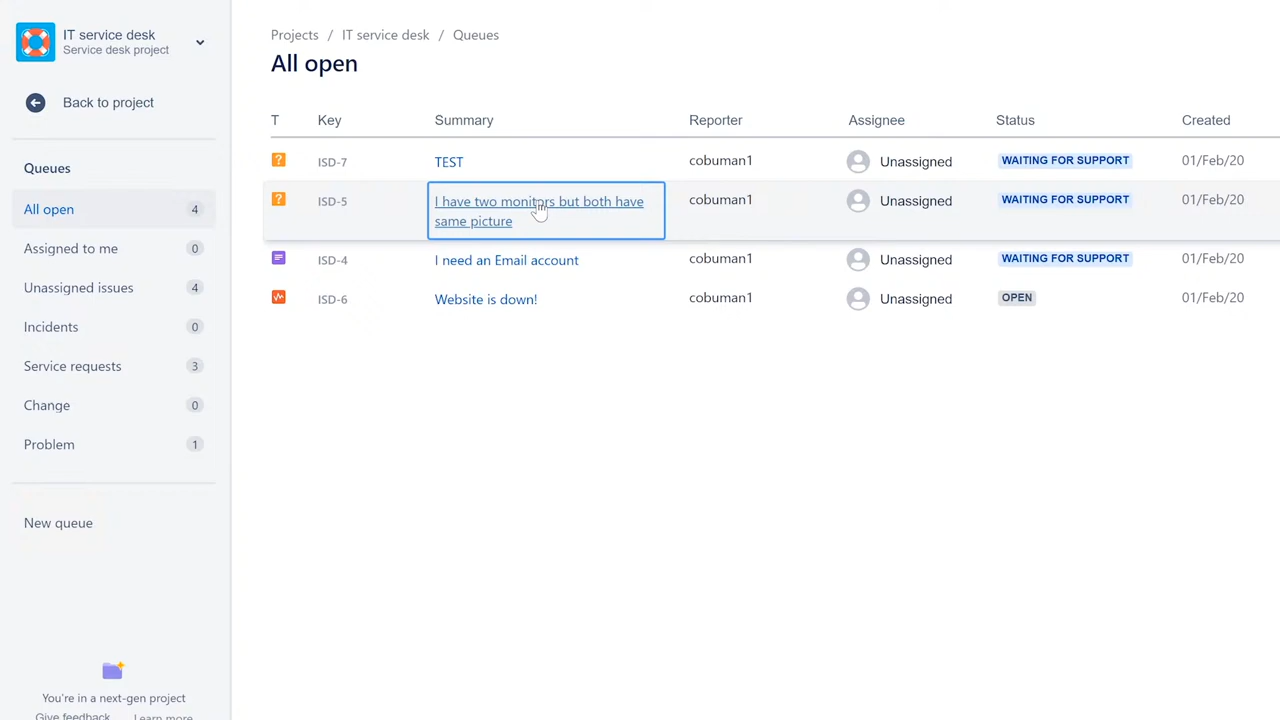 IT service desk
Service desk project
Back to project
Queues
All open 4
Assigned to me 0
Unassigned issues 4
Incidents 0
Service requests 3
Change 0
Problem 1
New queue
You're in a next-gen project
Give feedback Learn more
Projects / IT service desk / Queues
All open
T Key Summary Reporter Assignee Status Created
? ISD-7 TEST cobuman1 Unassigned WAITING FOR SUPPORT 01/Feb/20
? ISD-5 I have two monitors but both have cobuman1 Unassigned WAITING FOR SUPPORT 01/Feb/20
same picture
ISD-4 I need an Email account cobuman1 Unassigned WAITING FOR SUPPORT 01/Feb/20
ISD-6 Website is down! cobuman1 Unassigned OPEN 01/Feb/20